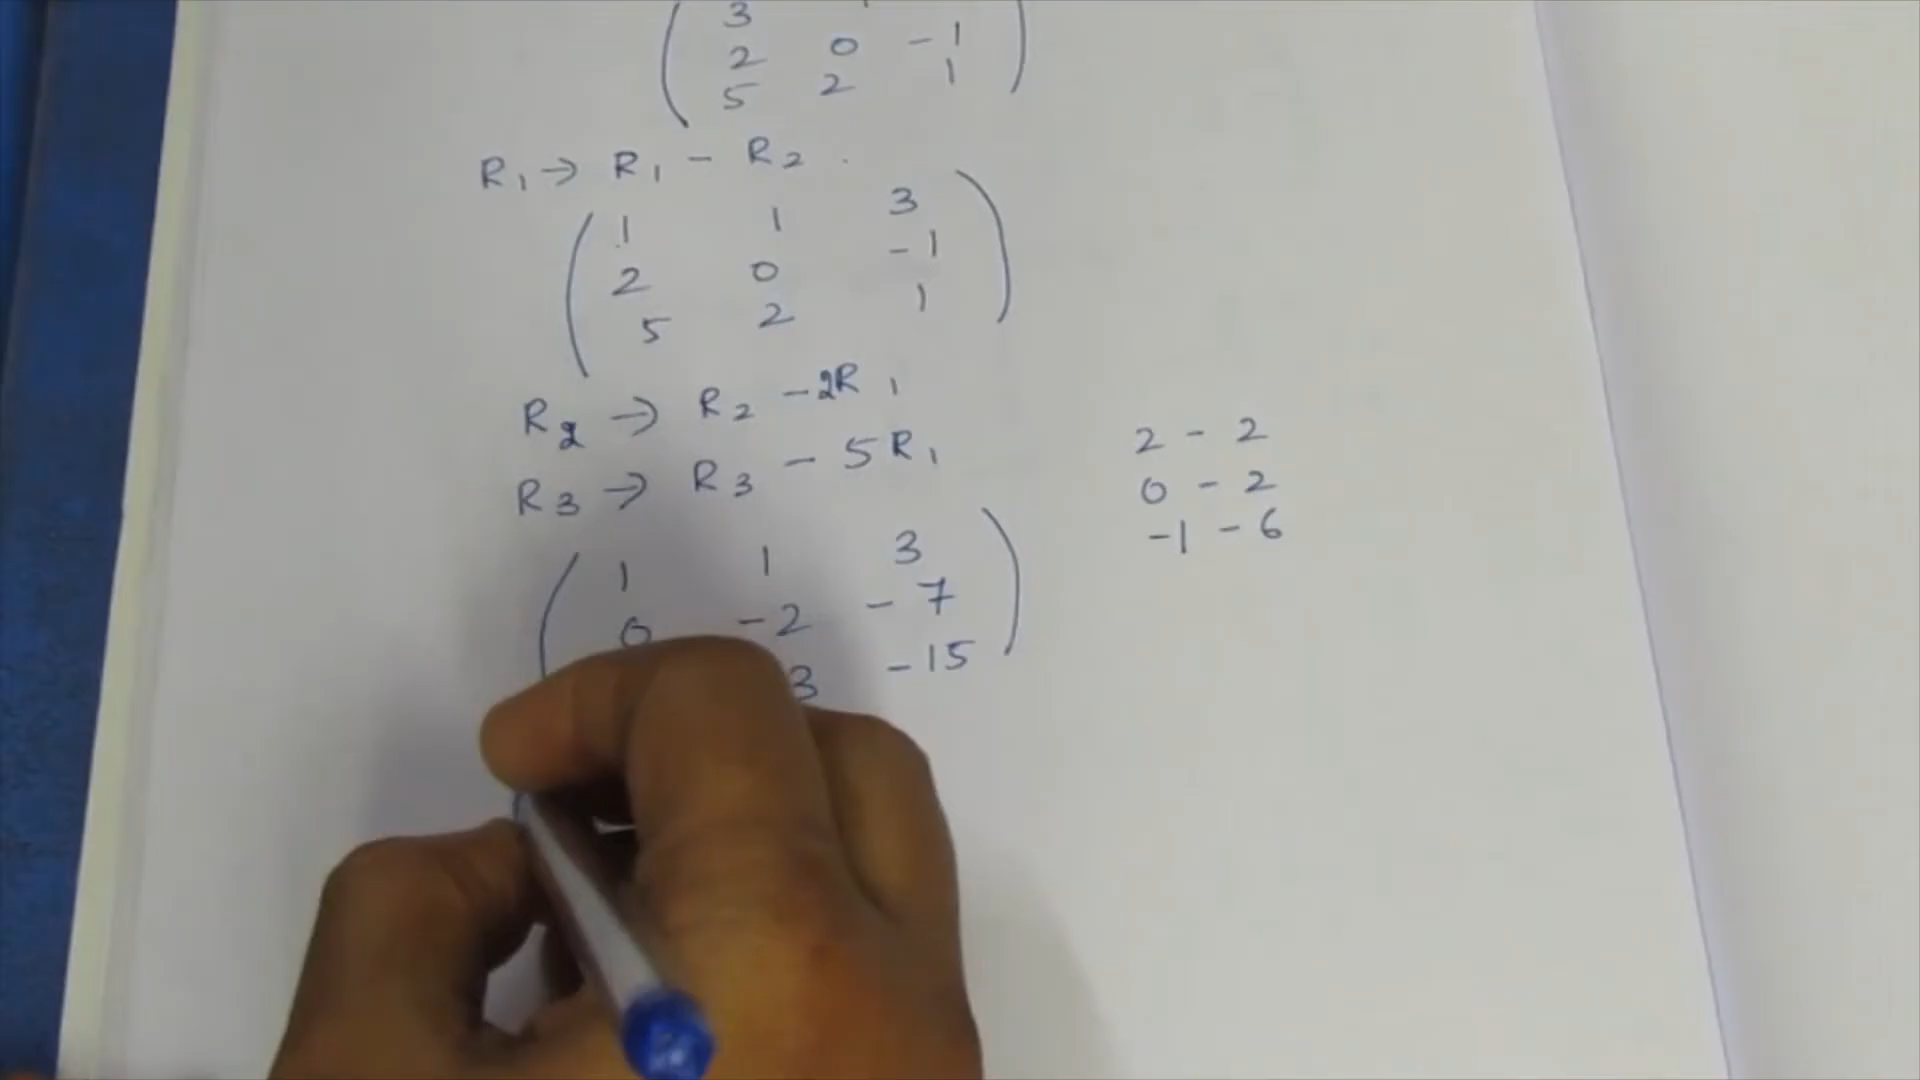 3
2 0 -1
5 2 1
R1 → R1 - R2
1 1 3
2 0 -1
5 2 1
R2 → R2 - 2R1
R3 → R3 - 5R1
2 - 2
0 - 2
-1 - 6
1 1 3
0 -2 -7
3 -15